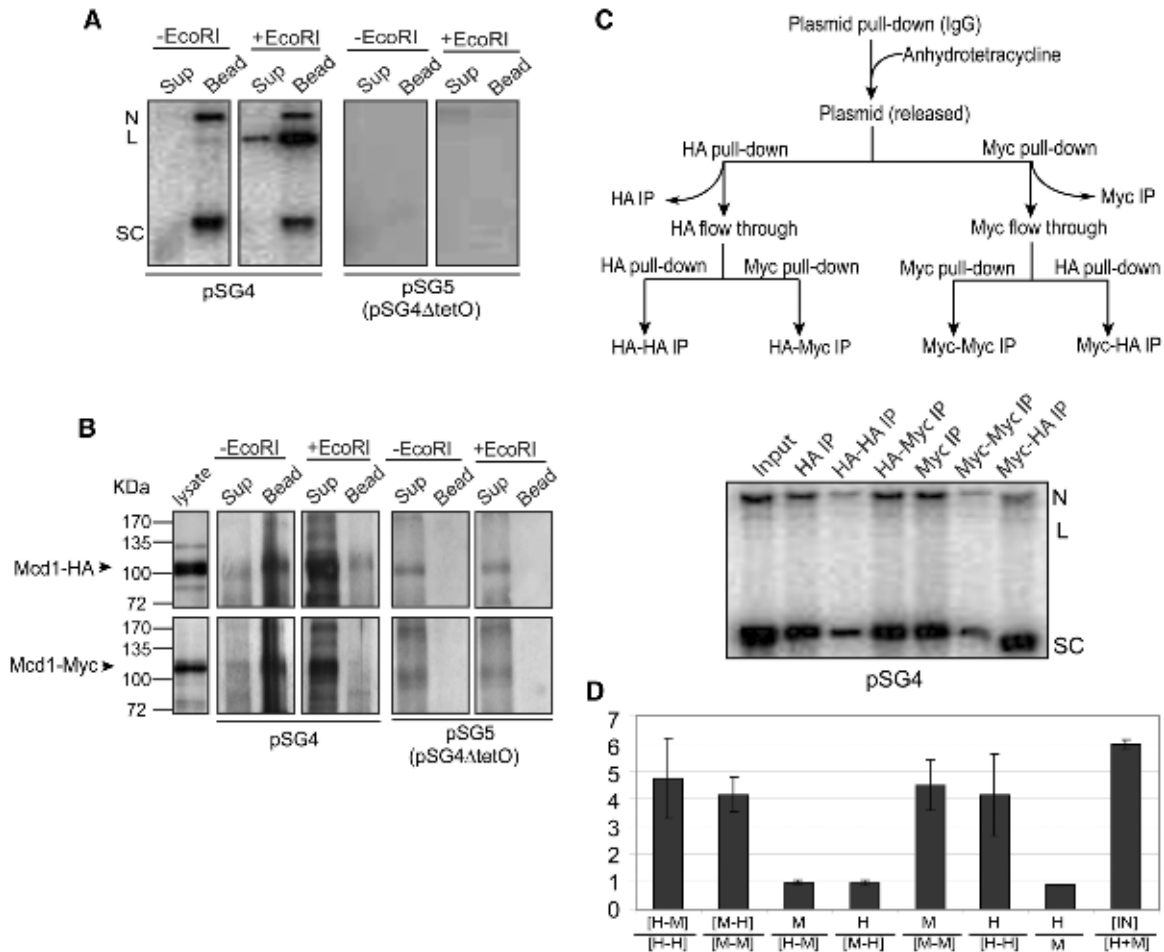 A
-EcoRI +EcoRI -EcoRI +EcoRI
Sup Bead Sup Bead Sup Bead Sup Bead
N
L
SC
pSG4 pSG5
(pSG4ΔtetO)
B
-EcoRI +EcoRI -EcoRI +EcoRI
KDa lysate Sup Bead Sup Bead Sup Bead Sup Bead
170
135
Mcd1-HA 100
72
170
135
Mcd1-Myc 100
72
pSG4 pSG5
(pSG4ΔtetO)
C
Plasmid pull-down (IgG)
Anhydrotetracycline
Plasmid (released)
HA pull-down Myc pull-down
HA IP Myc IP
HA flow through Myc flow through
HA pull-down Myc pull-down Myc pull-down HA pull-down
HA-HA IP HA-Myc IP Myc-Myc IP Myc-HA IP
Input HA IP HA-HA IP HA-Myc IP Myc IP Myc-Myc IP Myc-HA IP
N
L
SC
pSG4
D
7
6
5
4
3
2
1
0
[H-M] [M-H] M H M H H [IN]
[H-H] [M-M] [H-M] [M-H] [M-M] [H-H] M [H+M]